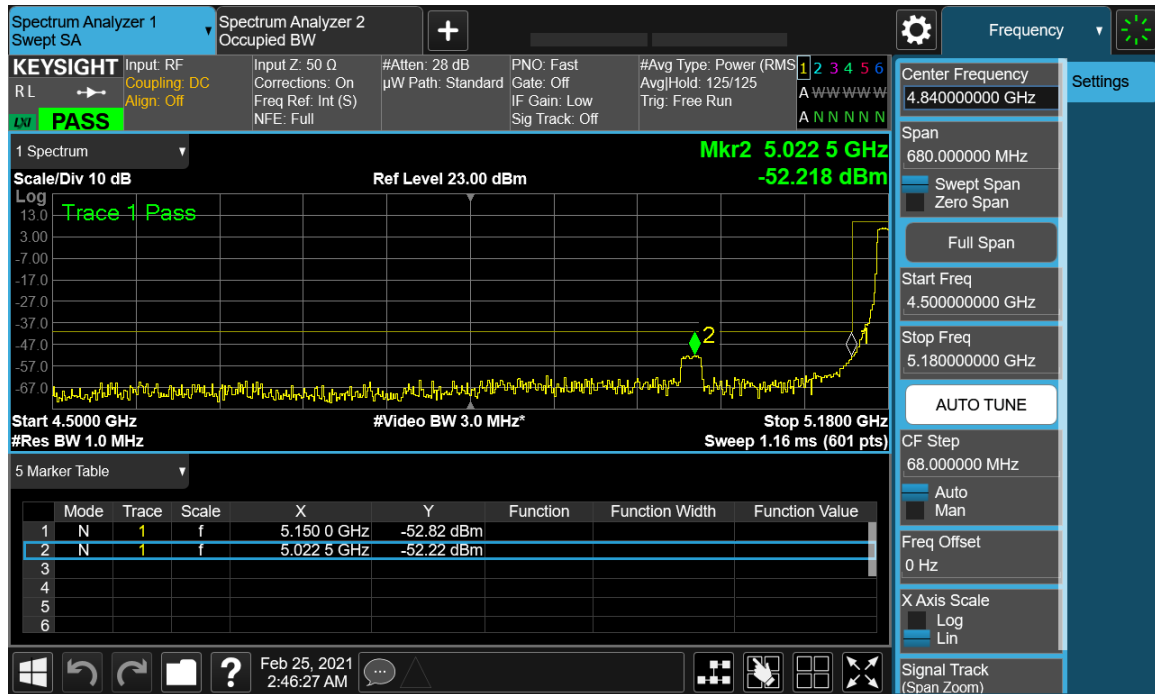 Spectrum Analyzer 1
Swept SA
Spectrum Analyzer 2
Occupied BW
+
Frequency
KEYSIGHT
RL
LXI
PASS
Input: RF
Coupling: DC
Align: Off
Input Z: 50 Ω
Corrections: On
Freq Ref: Int (S)
NFE: Full
#Atten: 28 dB
µW Path: Standard
PNO: Fast
Gate: Off
IF Gain: Low
Sig Track: Off
#Avg Type: Power (RMS
Avg|Hold: 125/125
Trig: Free Run
1 2 3 4 5 6
A W W W W W
A N N N N N
1 Spectrum
Scale/Div 10 dB
Log
Ref Level 23.00 dBm
Mkr2 5.022 5 GHz
-52.218 dBm
Trace 1 Pass
13.0
3.00
-7.00
-17.0
-27.0
-37.0
-47.0
-57.0
-67.0
2
Start 4.5000 GHz
#Res BW 1.0 MHz
#Video BW 3.0 MHz*
Stop 5.1800 GHz
Sweep 1.16 ms (601 pts)
5 Marker Table
Mode Trace Scale X Y Function Function Width Function Value
1 N 1 f 5.150 0 GHz -52.82 dBm
2 N 1 f 5.022 5 GHz -52.22 dBm
3
4
5
6
Feb 25, 2021
2:46:27 AM
?
Center Frequency
4.840000000 GHz
Settings
Span
680.000000 MHz
Swept Span
Zero Span
Full Span
Start Freq
4.500000000 GHz
Stop Freq
5.180000000 GHz
AUTO TUNE
CF Step
68.000000 MHz
Auto
Man
Freq Offset
0 Hz
X Axis Scale
Log
Lin
Signal Track
(Span Zoom)